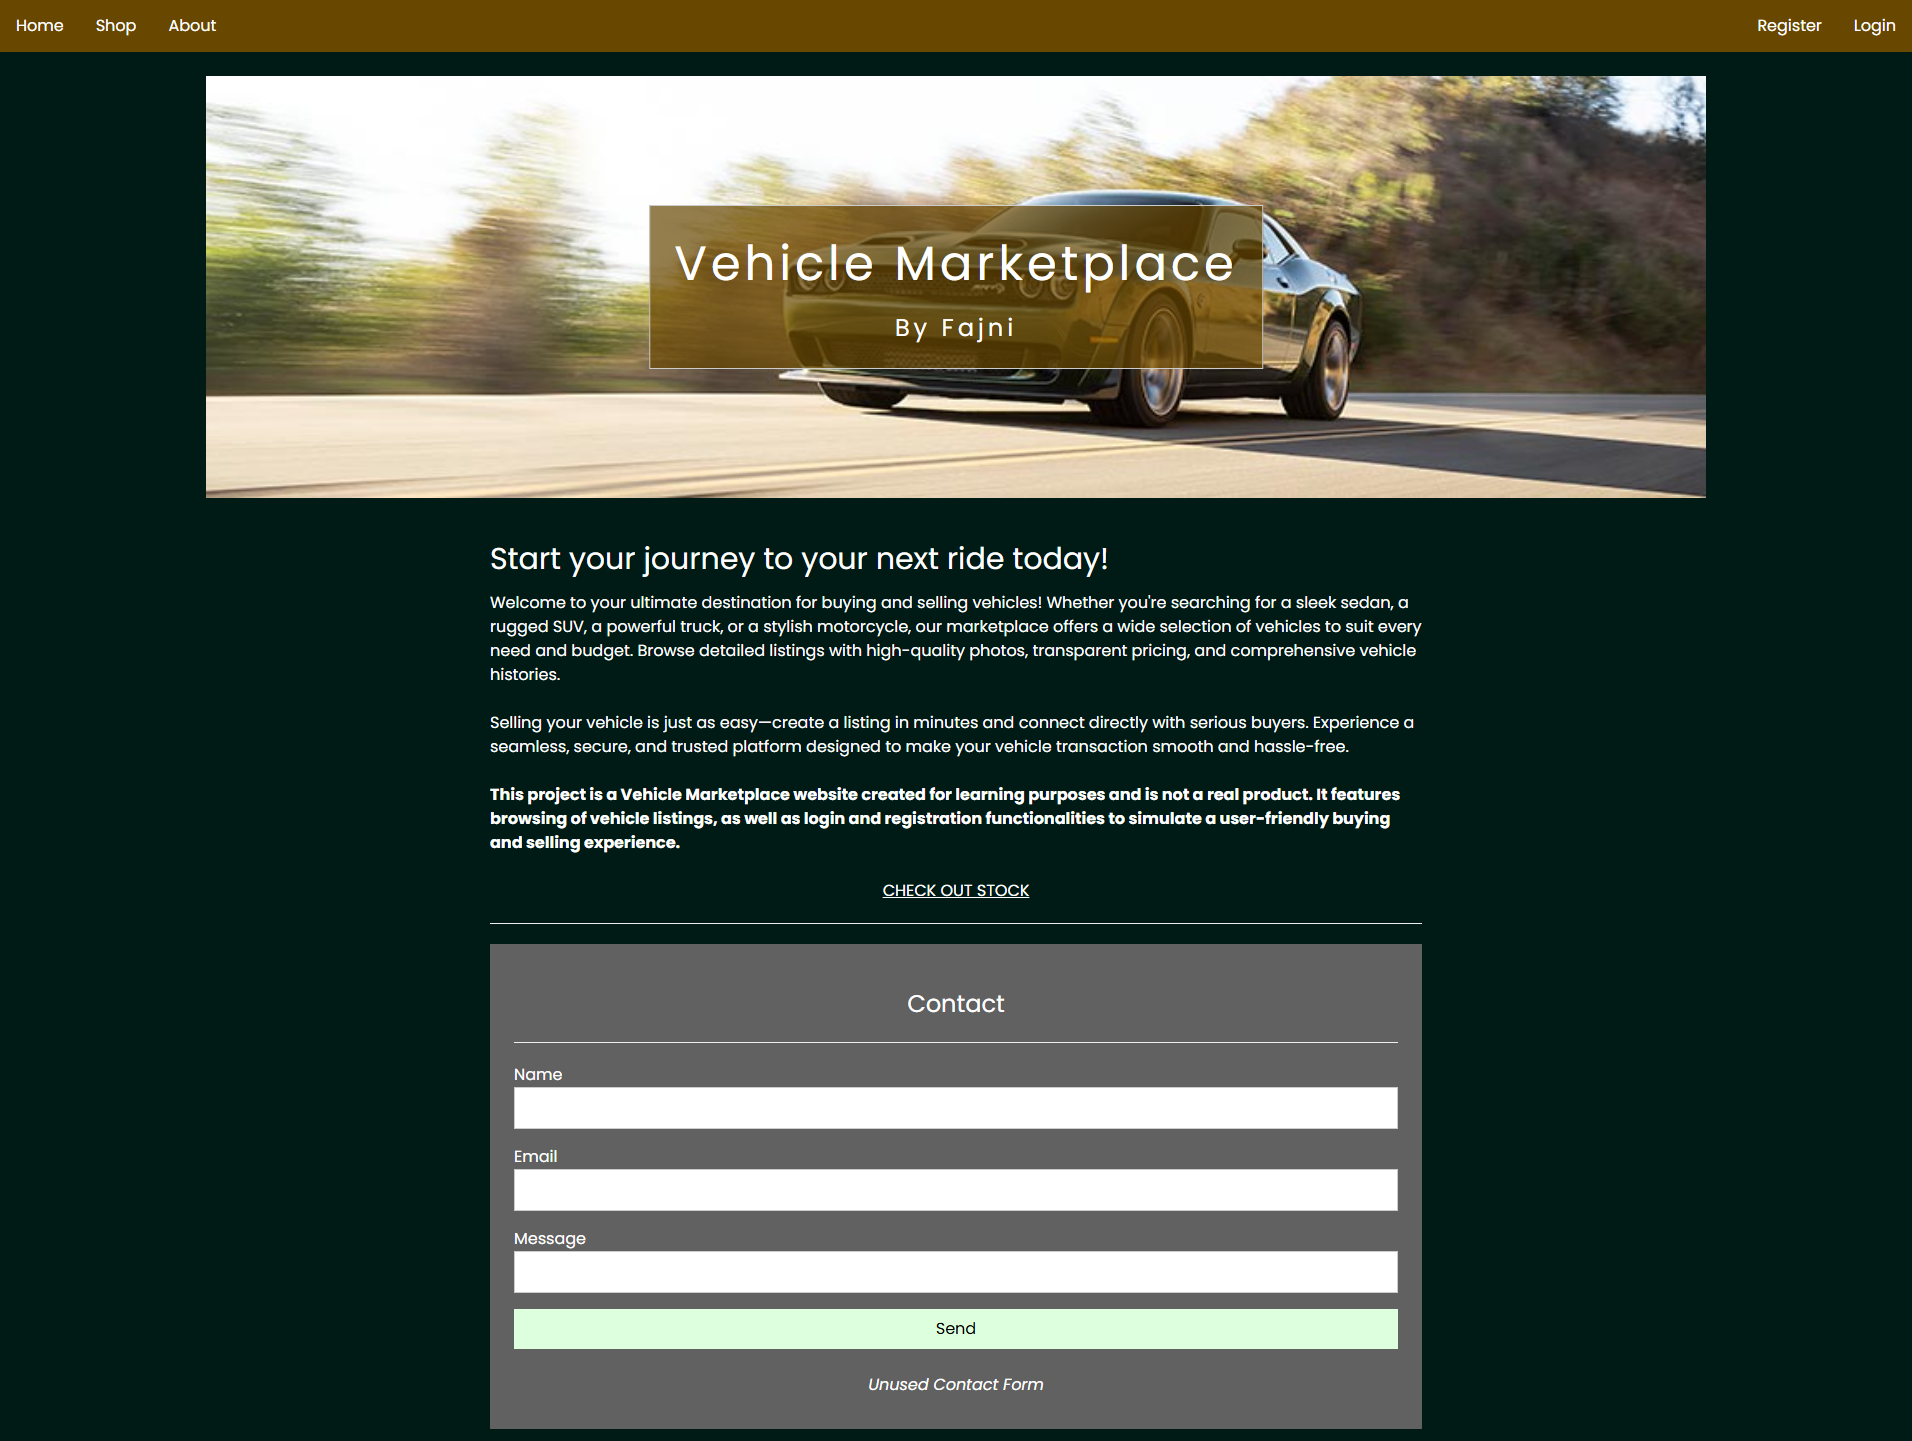 Home Shop About Register Login
Vehicle Marketplace
By Fajni
Start your journey to your next ride today!
Welcome to your ultimate destination for buying and selling vehicles! Whether you're searching for a sleek sedan, a
rugged SUV, a powerful truck, or a stylish motorcycle, our marketplace offers a wide selection of vehicles to suit every
need and budget. Browse detailed listings with high-quality photos, transparent pricing, and comprehensive vehicle
histories.
Selling your vehicle is just as easy—create a listing in minutes and connect directly with serious buyers. Experience a
seamless, secure, and trusted platform designed to make your vehicle transaction smooth and hassle-free.
This project is a Vehicle Marketplace website created for learning purposes and is not a real product. It features
browsing of vehicle listings, as well as login and registration functionalities to simulate a user-friendly buying
and selling experience.
CHECK OUT STOCK
Contact
Name
Email
Message
Send
Unused Contact Form